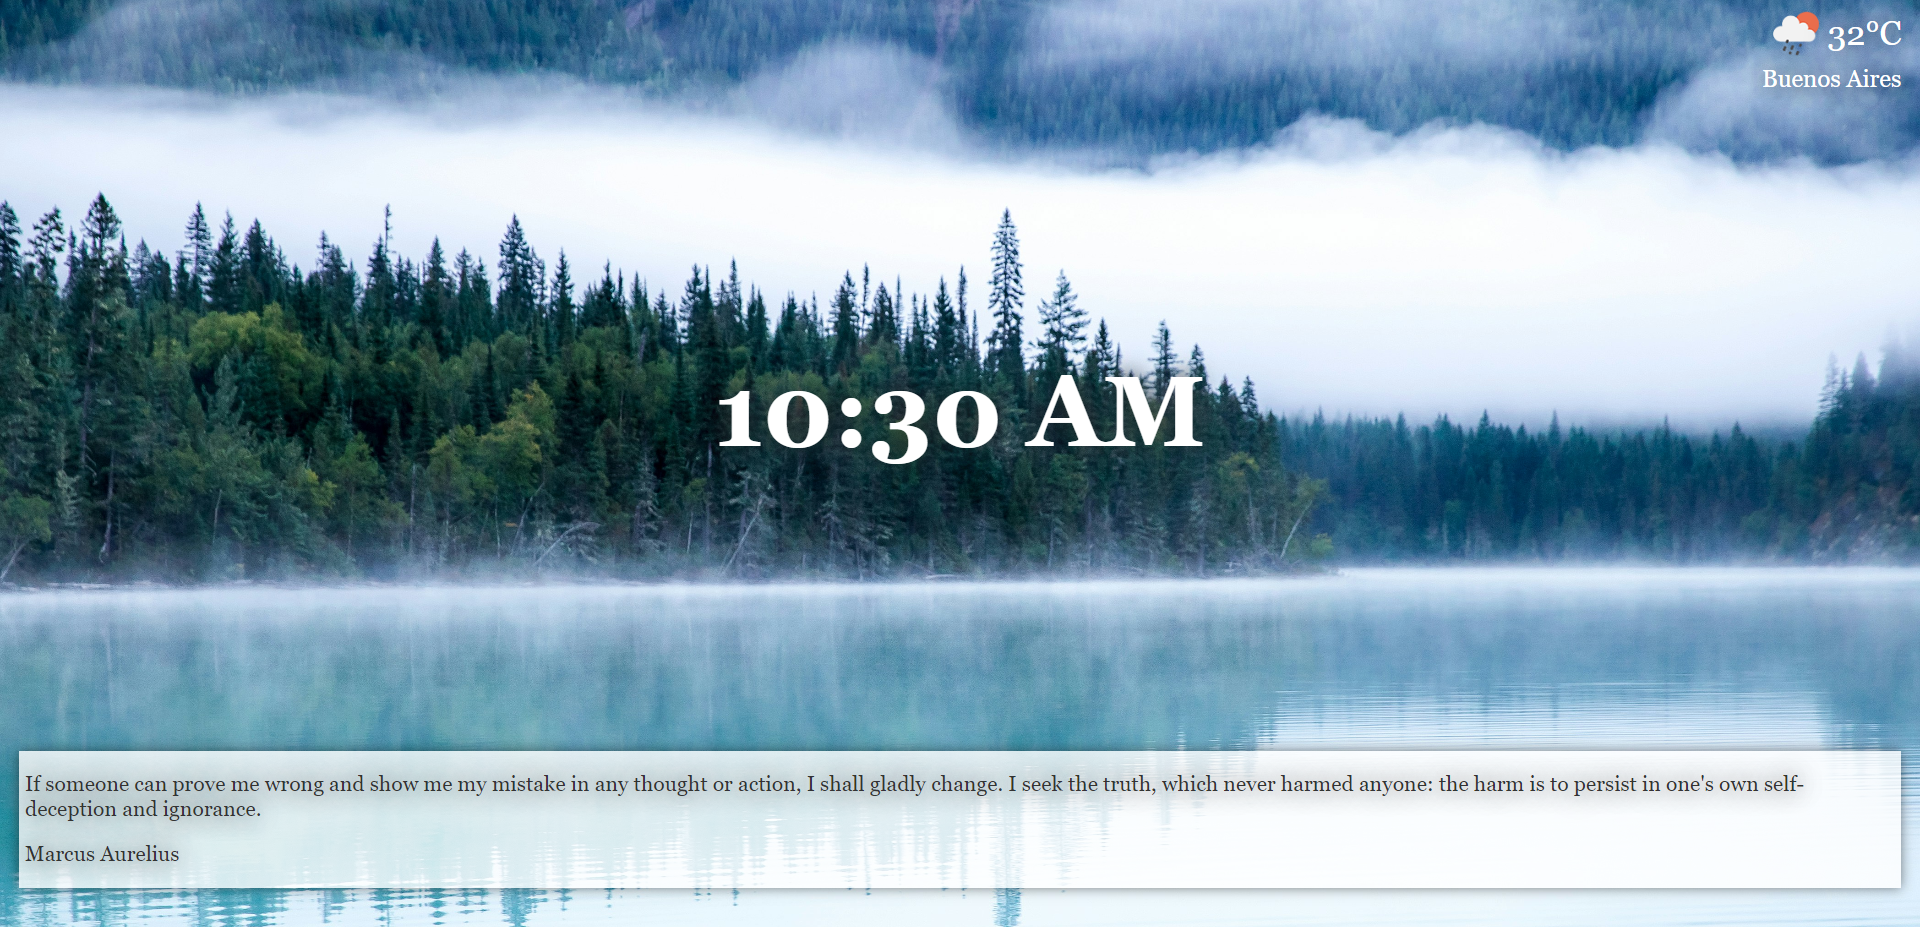 32°C
Buenos Aires
10:30 AM
If someone can prove me wrong and show me my mistake in any thought or action, I shall gladly change. I seek the truth, which never harmed anyone: the harm is to persist in one's own self-
deception and ignorance.
Marcus Aurelius